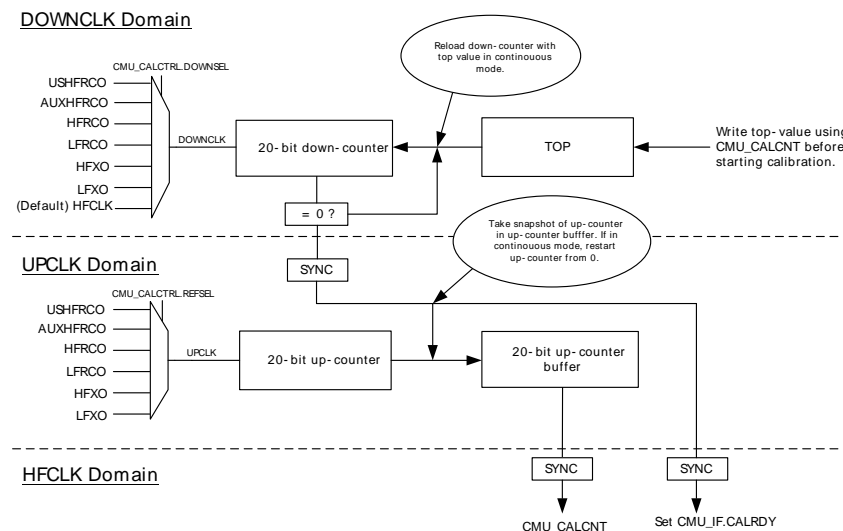 DOWNCLK Domain
CMU_CALCTRL.DOWNSEL
USHFRCO
AUXHFRCO
HFRCO
LFRCO
HFXO
LFXO
(Default) HFCLK
DOWNCLK
20-bit down-counter
Reload down-counter with
top value in continouous
mode.
TOP
Write top-value using
CMU_CALCNT before
starting calibration.
= 0 ?
Take snapshot of up-counter
in up-counter bufffer. If in
continouous mode, restart
up-counter from 0.
SYNC
UPCLK Domain
CMU_CALCTRL.REFSEL
USHFRCO
AUXHFRCO
HFRCO
LFRCO
HFXO
LFXO
UPCLK
20-bit up-counter
20-bit up-counter
buffer
HFCLK Domain
SYNC
SYNC
CMU_CALCNT
Set CMU_IF.CALRDY